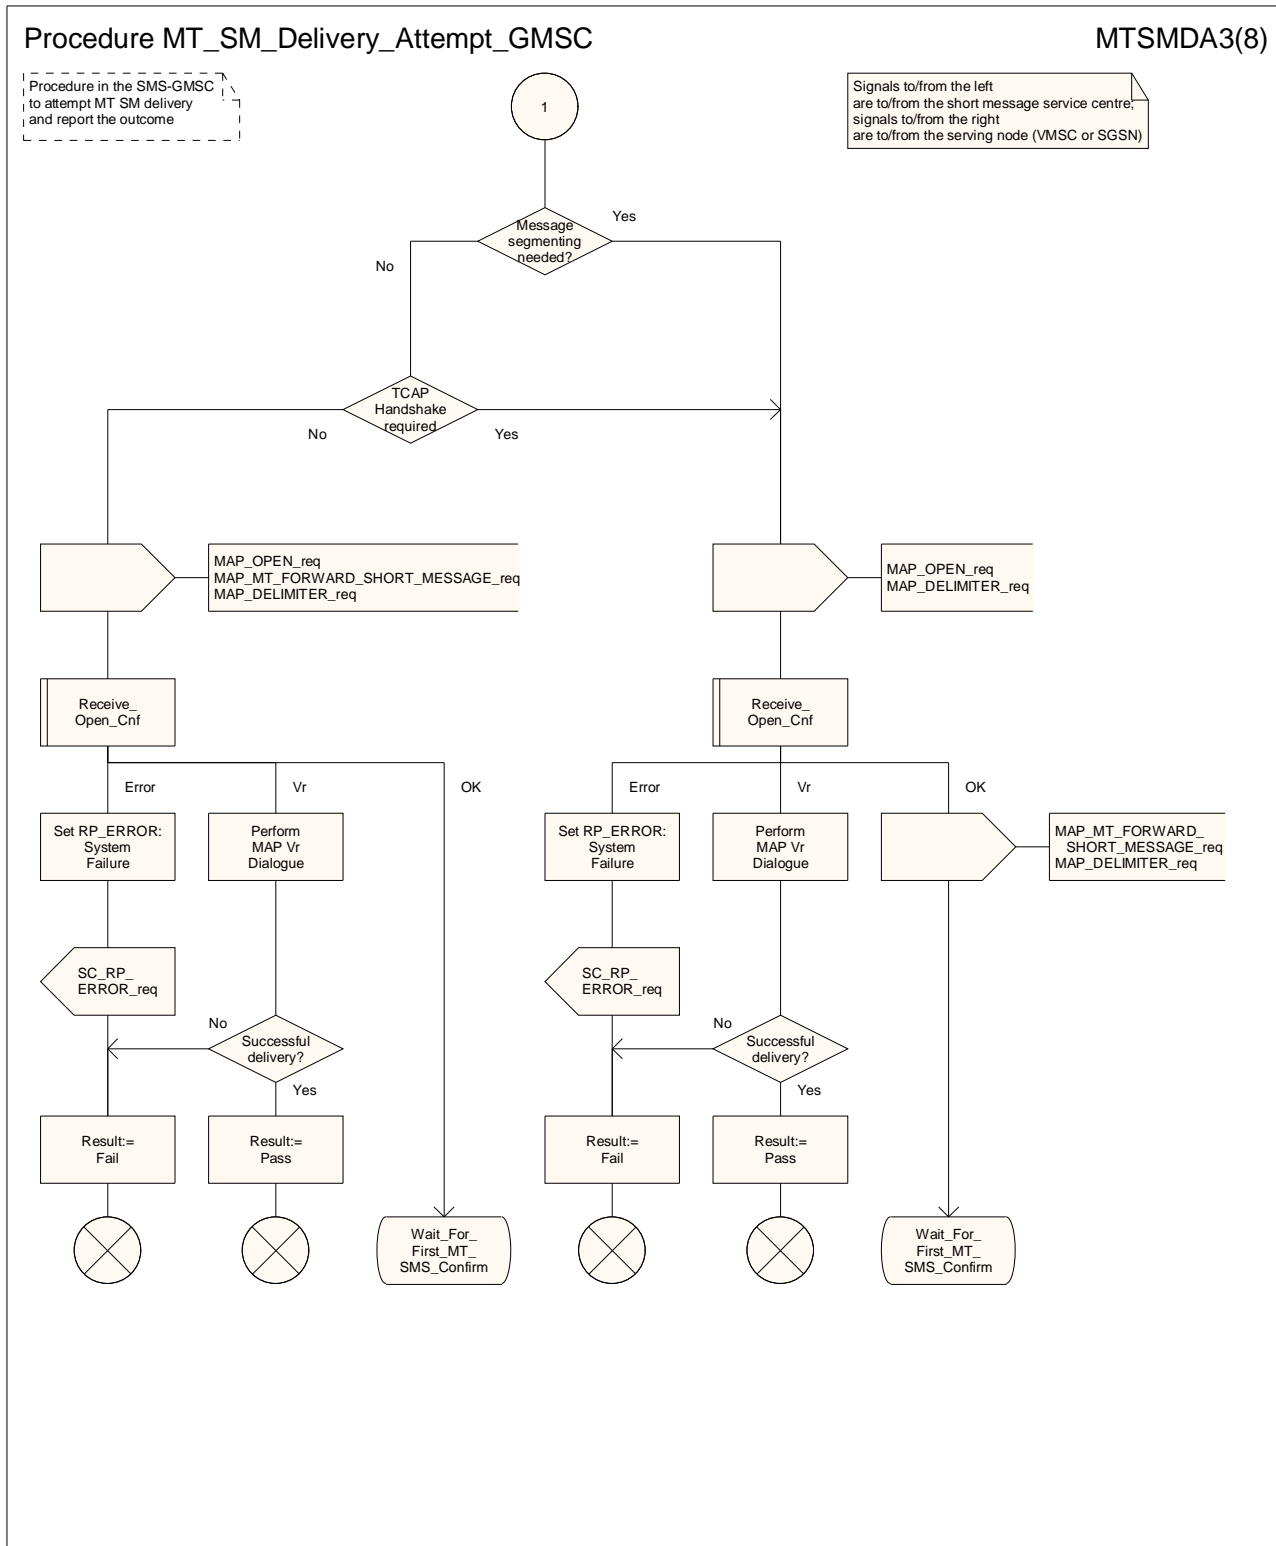 Procedure MT_SM_Delivery_Attempt_GMSC
MTSMDA3(8)
Procedure in the SMS-GMSC
to attempt MT SM delivery
and report the outcome
1
Signals to/from the left
are to/from the short message service centre;
signals to/from the right
are to/from the serving node (VMSC or SGSN)
Message
segmenting
needed?
Yes
No
TCAP
Handshake
required
No
Yes
MAP_OPEN_req
MAP_MT_FORWARD_SHORT_MESSAGE_req
MAP_DELIMITER_req
MAP_OPEN_req
MAP_DELIMITER_req
Receive_
Open_Cnf
Receive_
Open_Cnf
Error
Vr
OK
Error
Vr
OK
Set RP_ERROR:
System
Failure
Perform
MAP Vr
Dialogue
Set RP_ERROR:
System
Failure
Perform
MAP Vr
Dialogue
MAP_MT_FORWARD_
SHORT_MESSAGE_req
MAP_DELIMITER_req
SC_RP_
ERROR_req
SC_RP_
ERROR_req
No
Successful
delivery?
Yes
No
Successful
delivery?
Yes
Result:=
Fail
Result:=
Pass
Result:=
Fail
Result:=
Pass
Wait_For_
First_MT_
SMS_Confirm
Wait_For_
First_MT_
SMS_Confirm